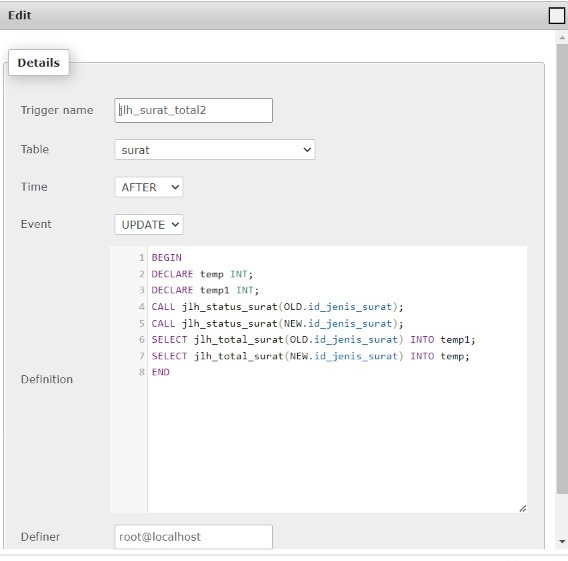 Edit
Details
Trigger name jlh_surat_total2
Table surat
Time AFTER
Event UPDATE
1 BEGIN
2 DECLARE temp INT;
3 DECLARE temp1 INT;
4 CALL jlh_status_surat(OLD.id_jenis_surat);
5 CALL jlh_status_surat(NEW.id_jenis_surat);
6 SELECT jlh_total_surat(OLD.id_jenis_surat) INTO temp1;
7 SELECT jlh_total_surat(NEW.id_jenis_surat) INTO temp;
8 END
Definition
Definer root@localhost